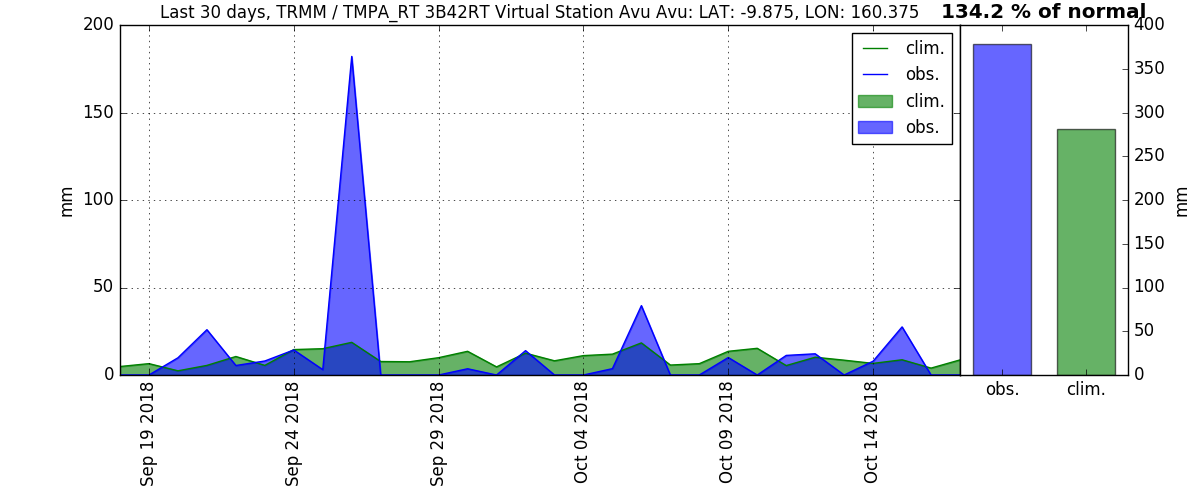 Last 30 days, TRMM / TMPA_RT 3B42RT Virtual Station Avu Avu: LAT: -9.875, LON: 160.375
134.2 % of normal
200
150
100
50
0
mm
clim.
obs.
clim.
obs.
Sep 19 2018
Sep 24 2018
Sep 29 2018
Oct 04 2018
Oct 09 2018
Oct 14 2018
400
350
300
250
200
150
100
50
0
mm
obs.
clim.